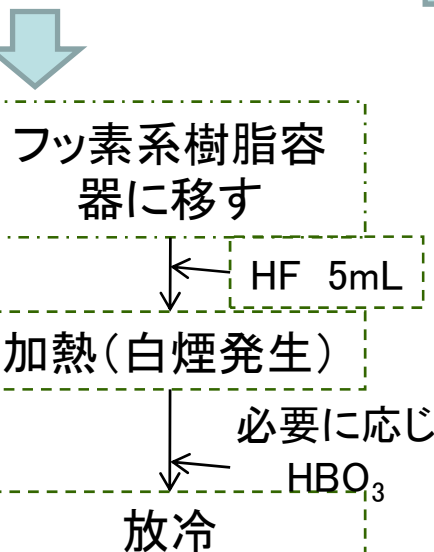 フッ素系樹脂容
器に移す
HF 5mL
加熱(白煙発生)
必要に応じ
HBO₃
放冷